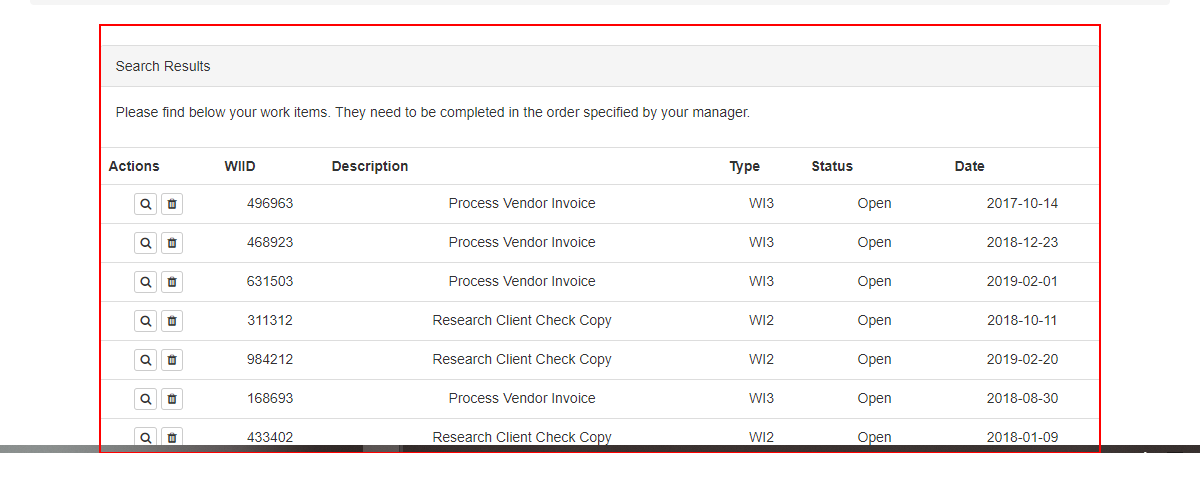 Search Results
Please find below your work items. They need to be completed in the order specified by your manager.
Actions WIID Description Type Status Date
496963 Process Vendor Invoice WI3 Open 2017-10-14
468923 Process Vendor Invoice WI3 Open 2018-12-23
631503 Process Vendor Invoice WI3 Open 2019-02-01
311312 Research Client Check Copy WI2 Open 2018-10-11
984212 Research Client Check Copy WI2 Open 2019-02-20
168693 Process Vendor Invoice WI3 Open 2018-08-30
433402 Research Client Check Copy WI2 Open 2018-01-09